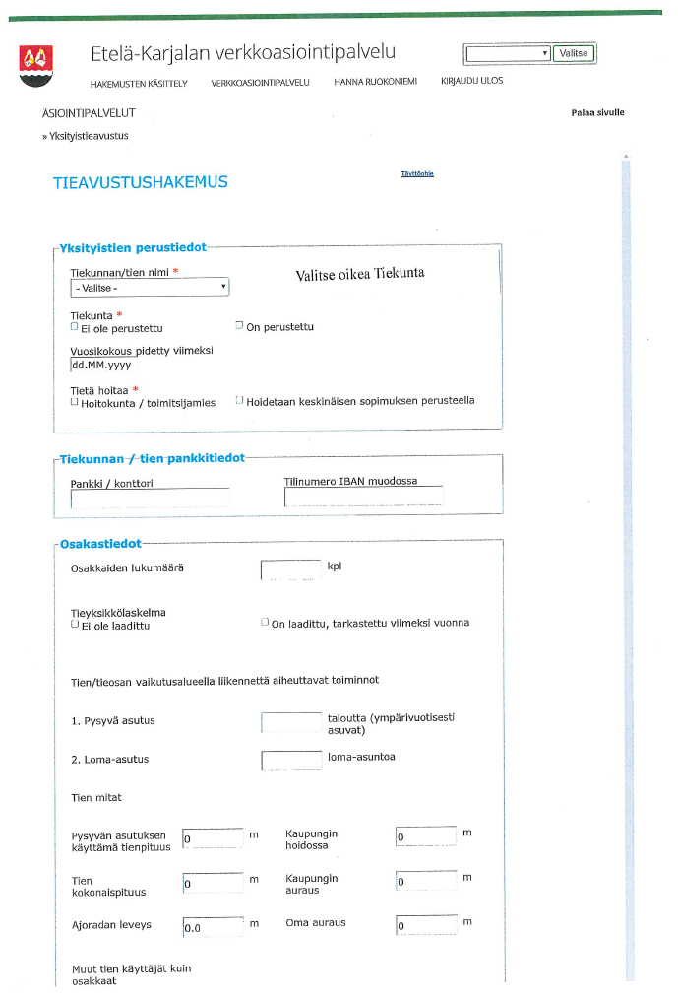 Etelä-Karjalan verkkoasiointipalvelu
Valitse
HAKEMUSTEN KÄSITTELY VERKKOASIOINTIPALVELU HANNA RUOKONIEMI KIRJAUDU ULOS
ÄSIOINTIPALVELUT
Palaa sivulle
» Yksityistieavustus
TIEAVUSTUSHAKEMUS
Täyttöohje
Yksityistien perustiedot
Tiekunnan/tien nimi *
- Valitse -
Valitse oikea Tiekunta
Tiekunta *
Ei ole perustettu
On perustettu
Vuosikokous pidetty viimeksi
dd.MM.yyyy
Tietä hoitaa *
Hoitokunta / toimitsijamies
Hoidetaan keskinäisen sopimuksen perusteella
Tiekunnan / tien pankkitiedot
Pankki / konttori
Tilinumero IBAN muodossa
Osakastiedot
Osakkaiden lukumäärä
kpl
Tieyksikkölaskelma
Ei ole laadittu
On laadittu, tarkastettu viimeksi vuonna
Tien/tieosan vaikutusalueella liikennettä aiheuttavat toiminnot
1. Pysyvä asutus
taloutta (ympärivuotisesti
asuvat)
2. Loma-asutus
loma-asuntoa
Tien mitat
Pysyvän asutuksen
käyttämä tienpituus
0 m
Kaupungin
hoidossa
0 m
Tien
kokonaispituus
0 m
Kaupungin
auraus
0 m
Ajoradan leveys
0.0 m
Oma auraus
0 m
Muut tien käyttäjät kuin
osakkaat